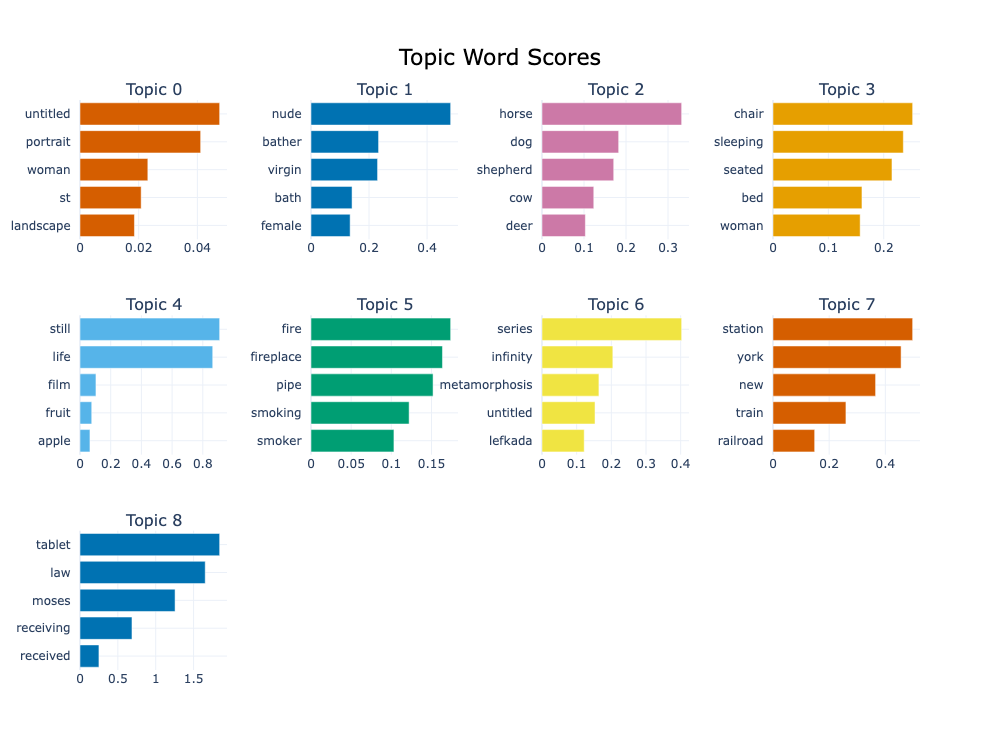 Topic Word Scores
Topic 0
untitled
portrait
woman
st
landscape
0 0.02 0.04
Topic 1
nude
bather
virgin
bath
female
0 0.2 0.4
Topic 2
horse
dog
shepherd
cow
deer
0 0.1 0.2 0.3
Topic 3
chair
sleeping
seated
bed
woman
0 0.1 0.2
Topic 4
still
life
film
fruit
apple
0 0.2 0.4 0.6 0.8
Topic 5
fire
fireplace
pipe
smoking
smoker
0 0.05 0.1 0.15
Topic 6
series
infinity
metamorphosis
untitled
lefkada
0 0.1 0.2 0.3 0.4
Topic 7
station
york
new
train
railroad
0 0.2 0.4
Topic 8
tablet
law
moses
receiving
received
0 0.5 1 1.5